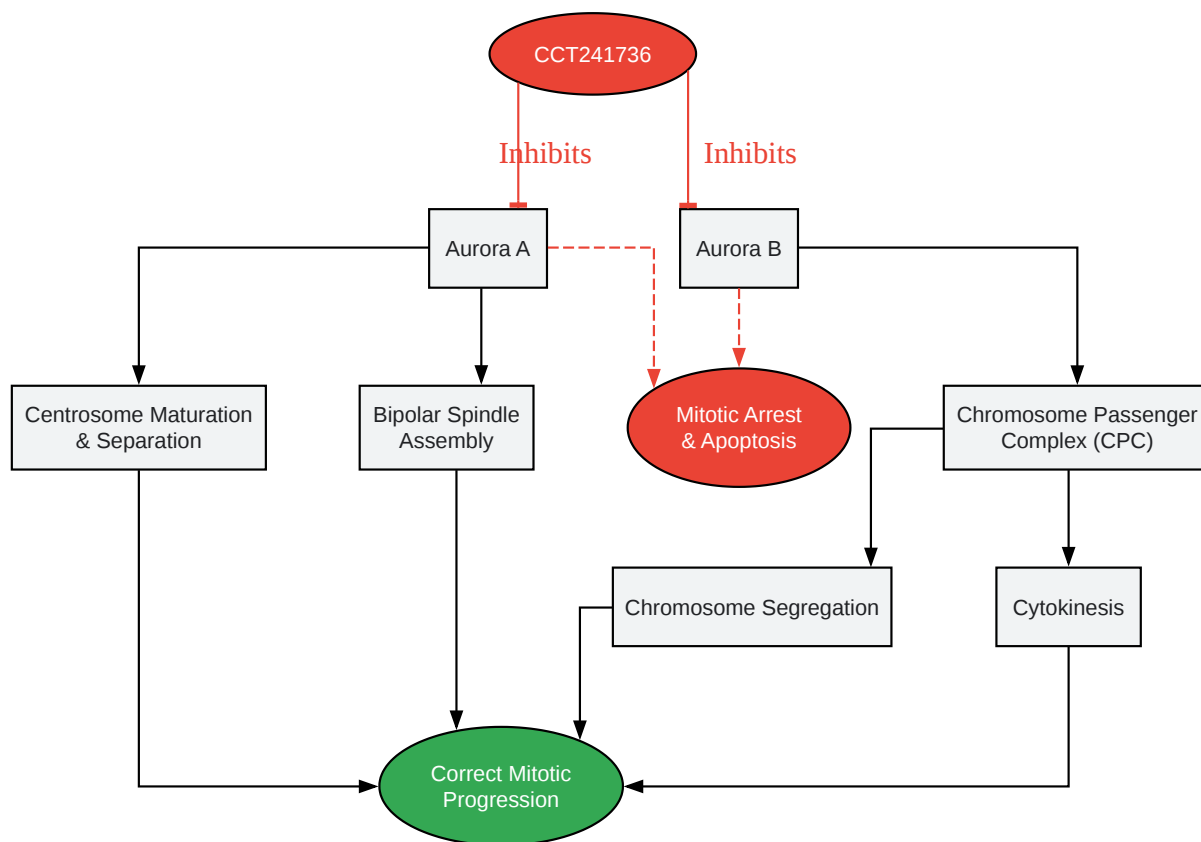 CCT241736
Inhibits
Inhibits
Aurora A
Aurora B
Centrosome Maturation
& Separation
Bipolar Spindle
Assembly
Mitotic Arrest
& Apoptosis
Chromosome Passenger
Complex (CPC)
Chromosome Segregation
Cytokinesis
Correct Mitotic
Progression